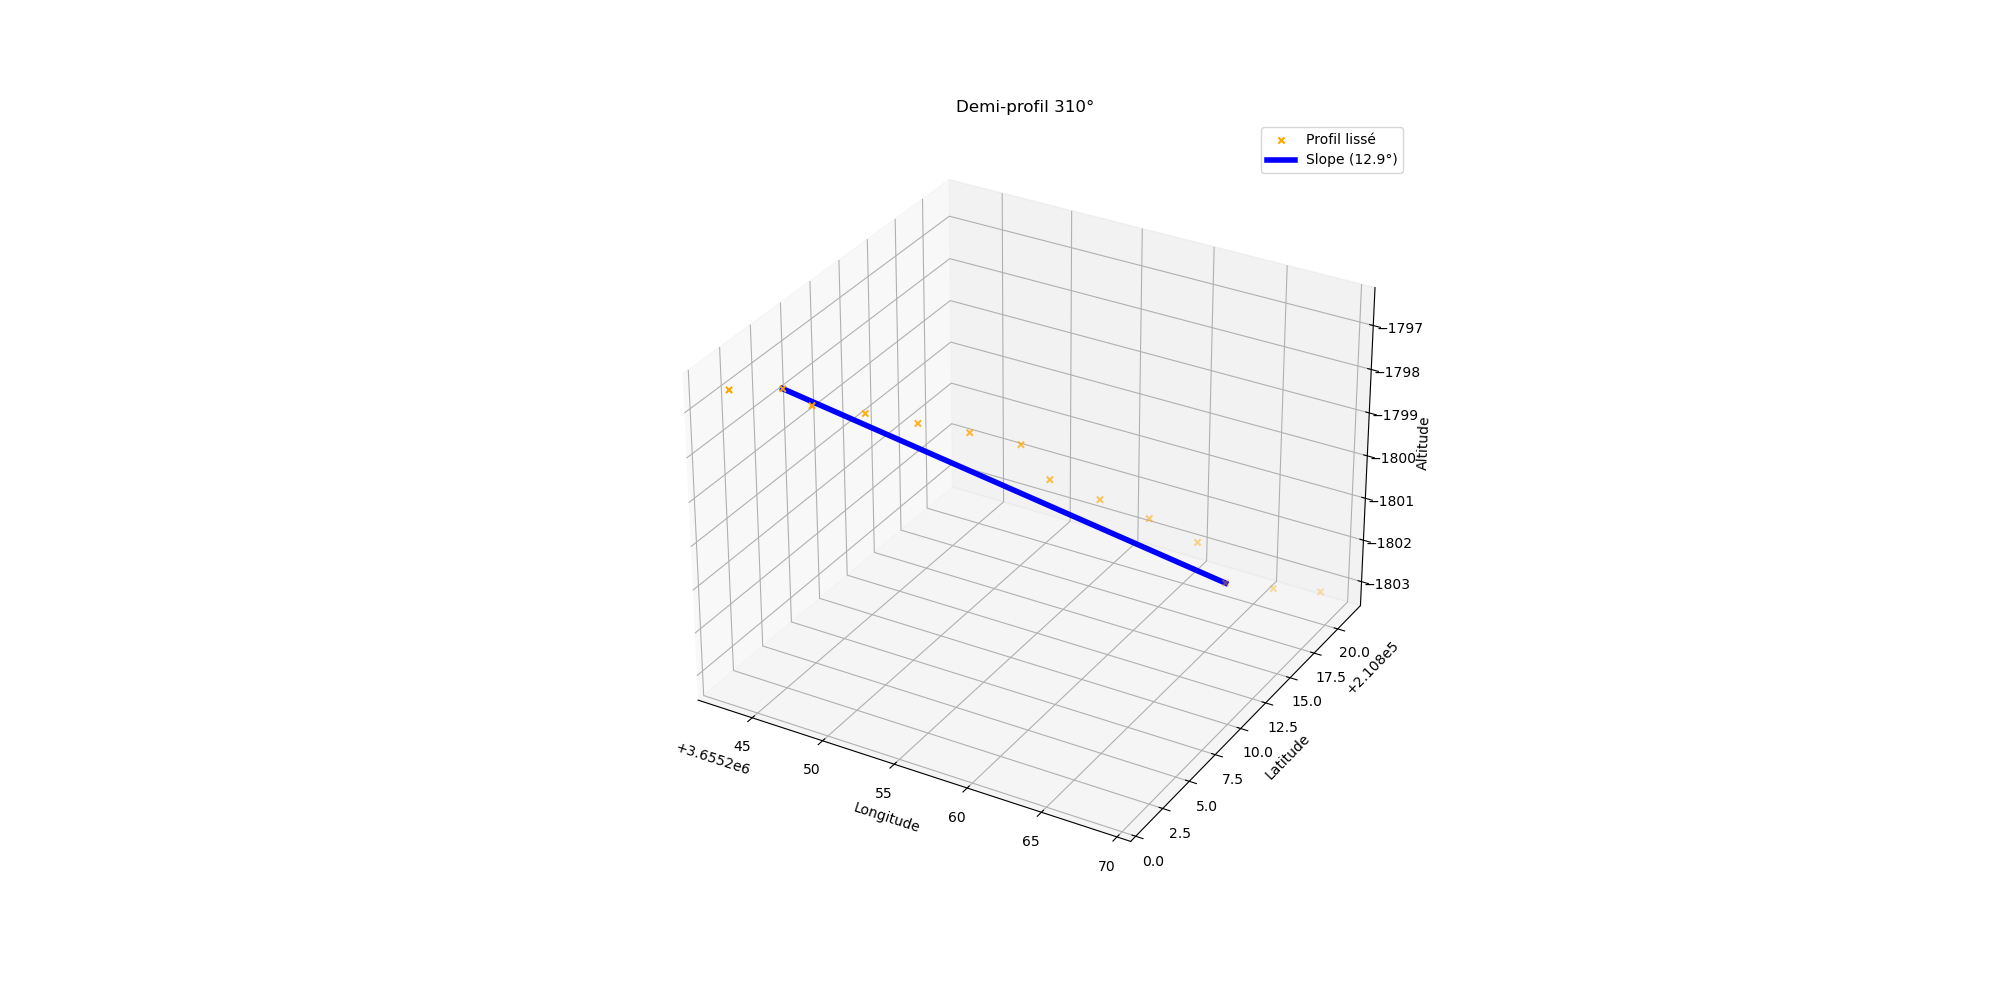 Demi-profil 310°
Profil lissé
Slope (12.9°)
−1797
−1798
−1799
−1800
−1801
−1802
−1803
Altitude
20.0
17.5
15.0
12.5
10.0
7.5
5.0
2.5
0.0
+2.108e5
Latitude
45
50
55
60
65
70
+3.6552e6
Longitude